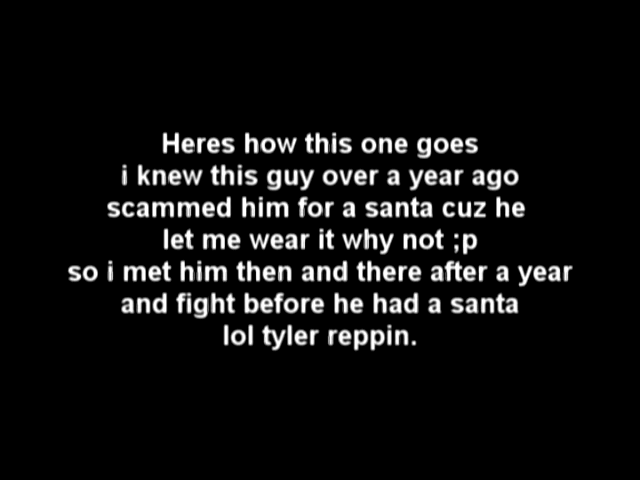 Heres how this one goes
i knew this guy over a year ago
scammed him for a santa cuz he
let me wear it why not ;p
so i met him then and there after a year
and fight before he had a santa
lol tyler reppin.